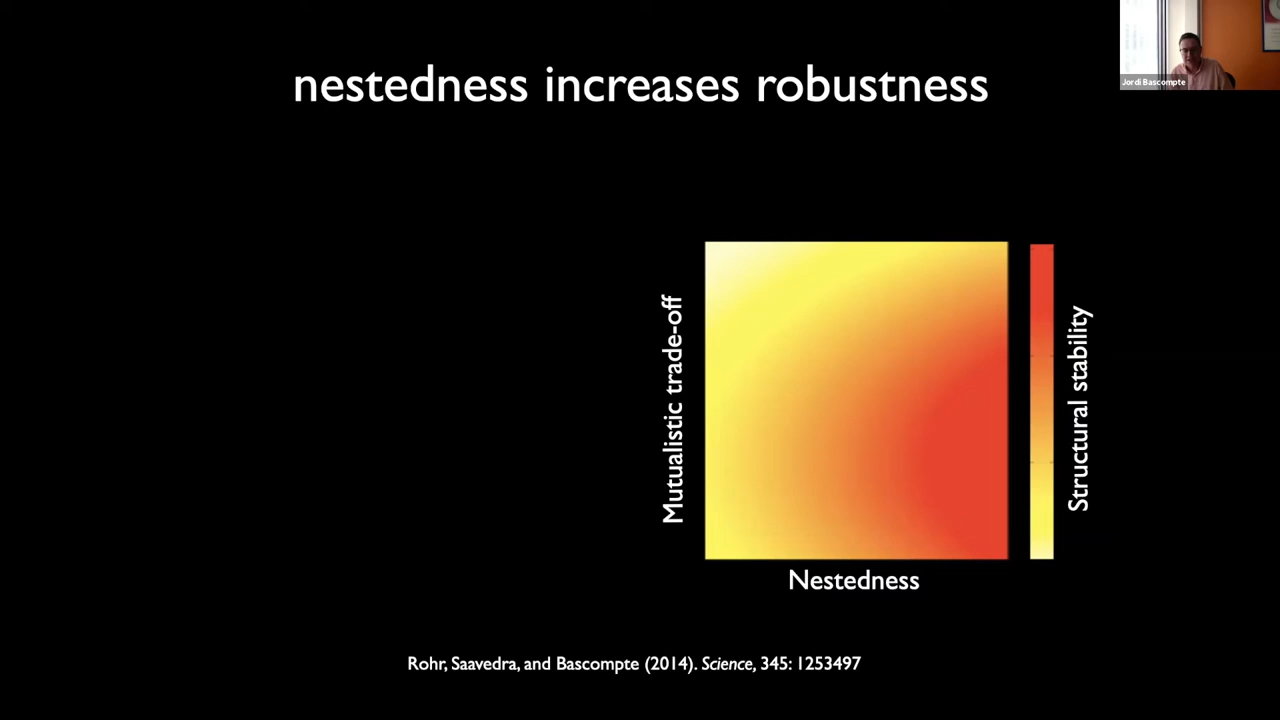 nestedness increases robustness
Jordi Bascompte
Mutualistic trade-off
Structural stability
Nestedness
Rohr, Saavedra, and Bascompte (2014). Science, 345: 1253497